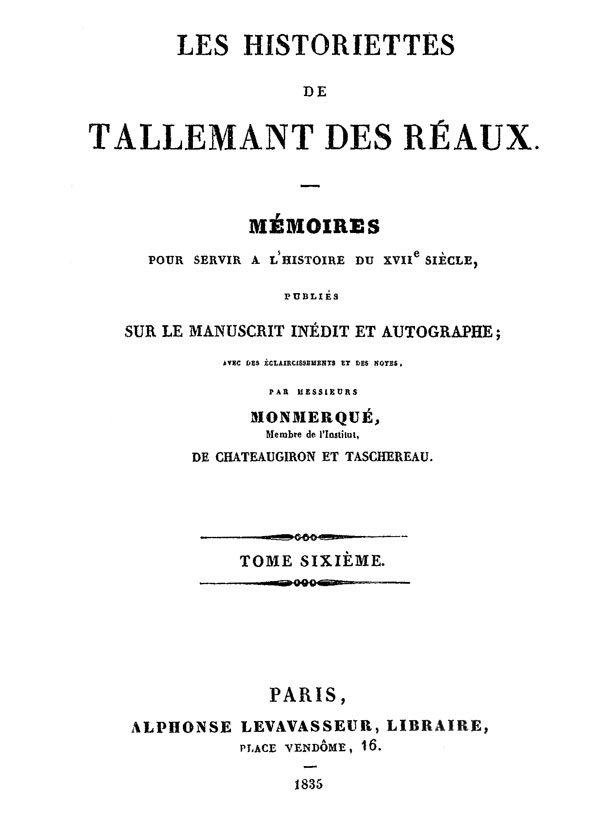 LES HISTORIETTES
DE
TALLEMANT DES RÉAUX.
MÉMOIRES
POUR SERVIR A L'HISTOIRE DU XVIIe SIÈCLE,
PUBLIÉS
SUR LE MANUSCRIT INÉDIT ET AUTOGRAPHE;
AVEC DES ÉCLAIRCISSEMENTS ET DES NOTES,
PAR MESSIEURS
MONMERQUÉ,
Membre de l'Institut,
DE CHATEAUGIRON ET TASCHEREAU.
TOME SIXIÈME.
PARIS,
ALPHONSE LEVAVASSEUR, LIBRAIRE,
PLACE VENDÔME, 16.
1835